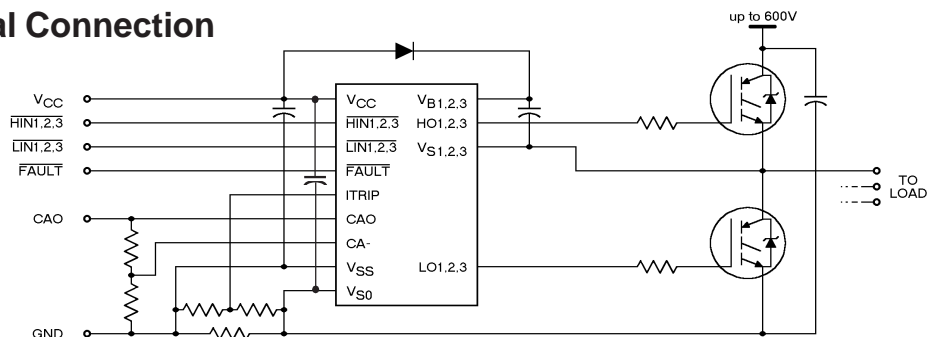 al Connection
up to 600V
VCC
HIN1,2,3
LIN1,2,3
FAULT
CAO
GND
VCC
HIN1,2,3
LIN1,2,3
FAULT
ITRIP
CAO
CA-
VSS
VS0
VB1,2,3
HO1,2,3
VS1,2,3
LO1,2,3
TO
LOAD